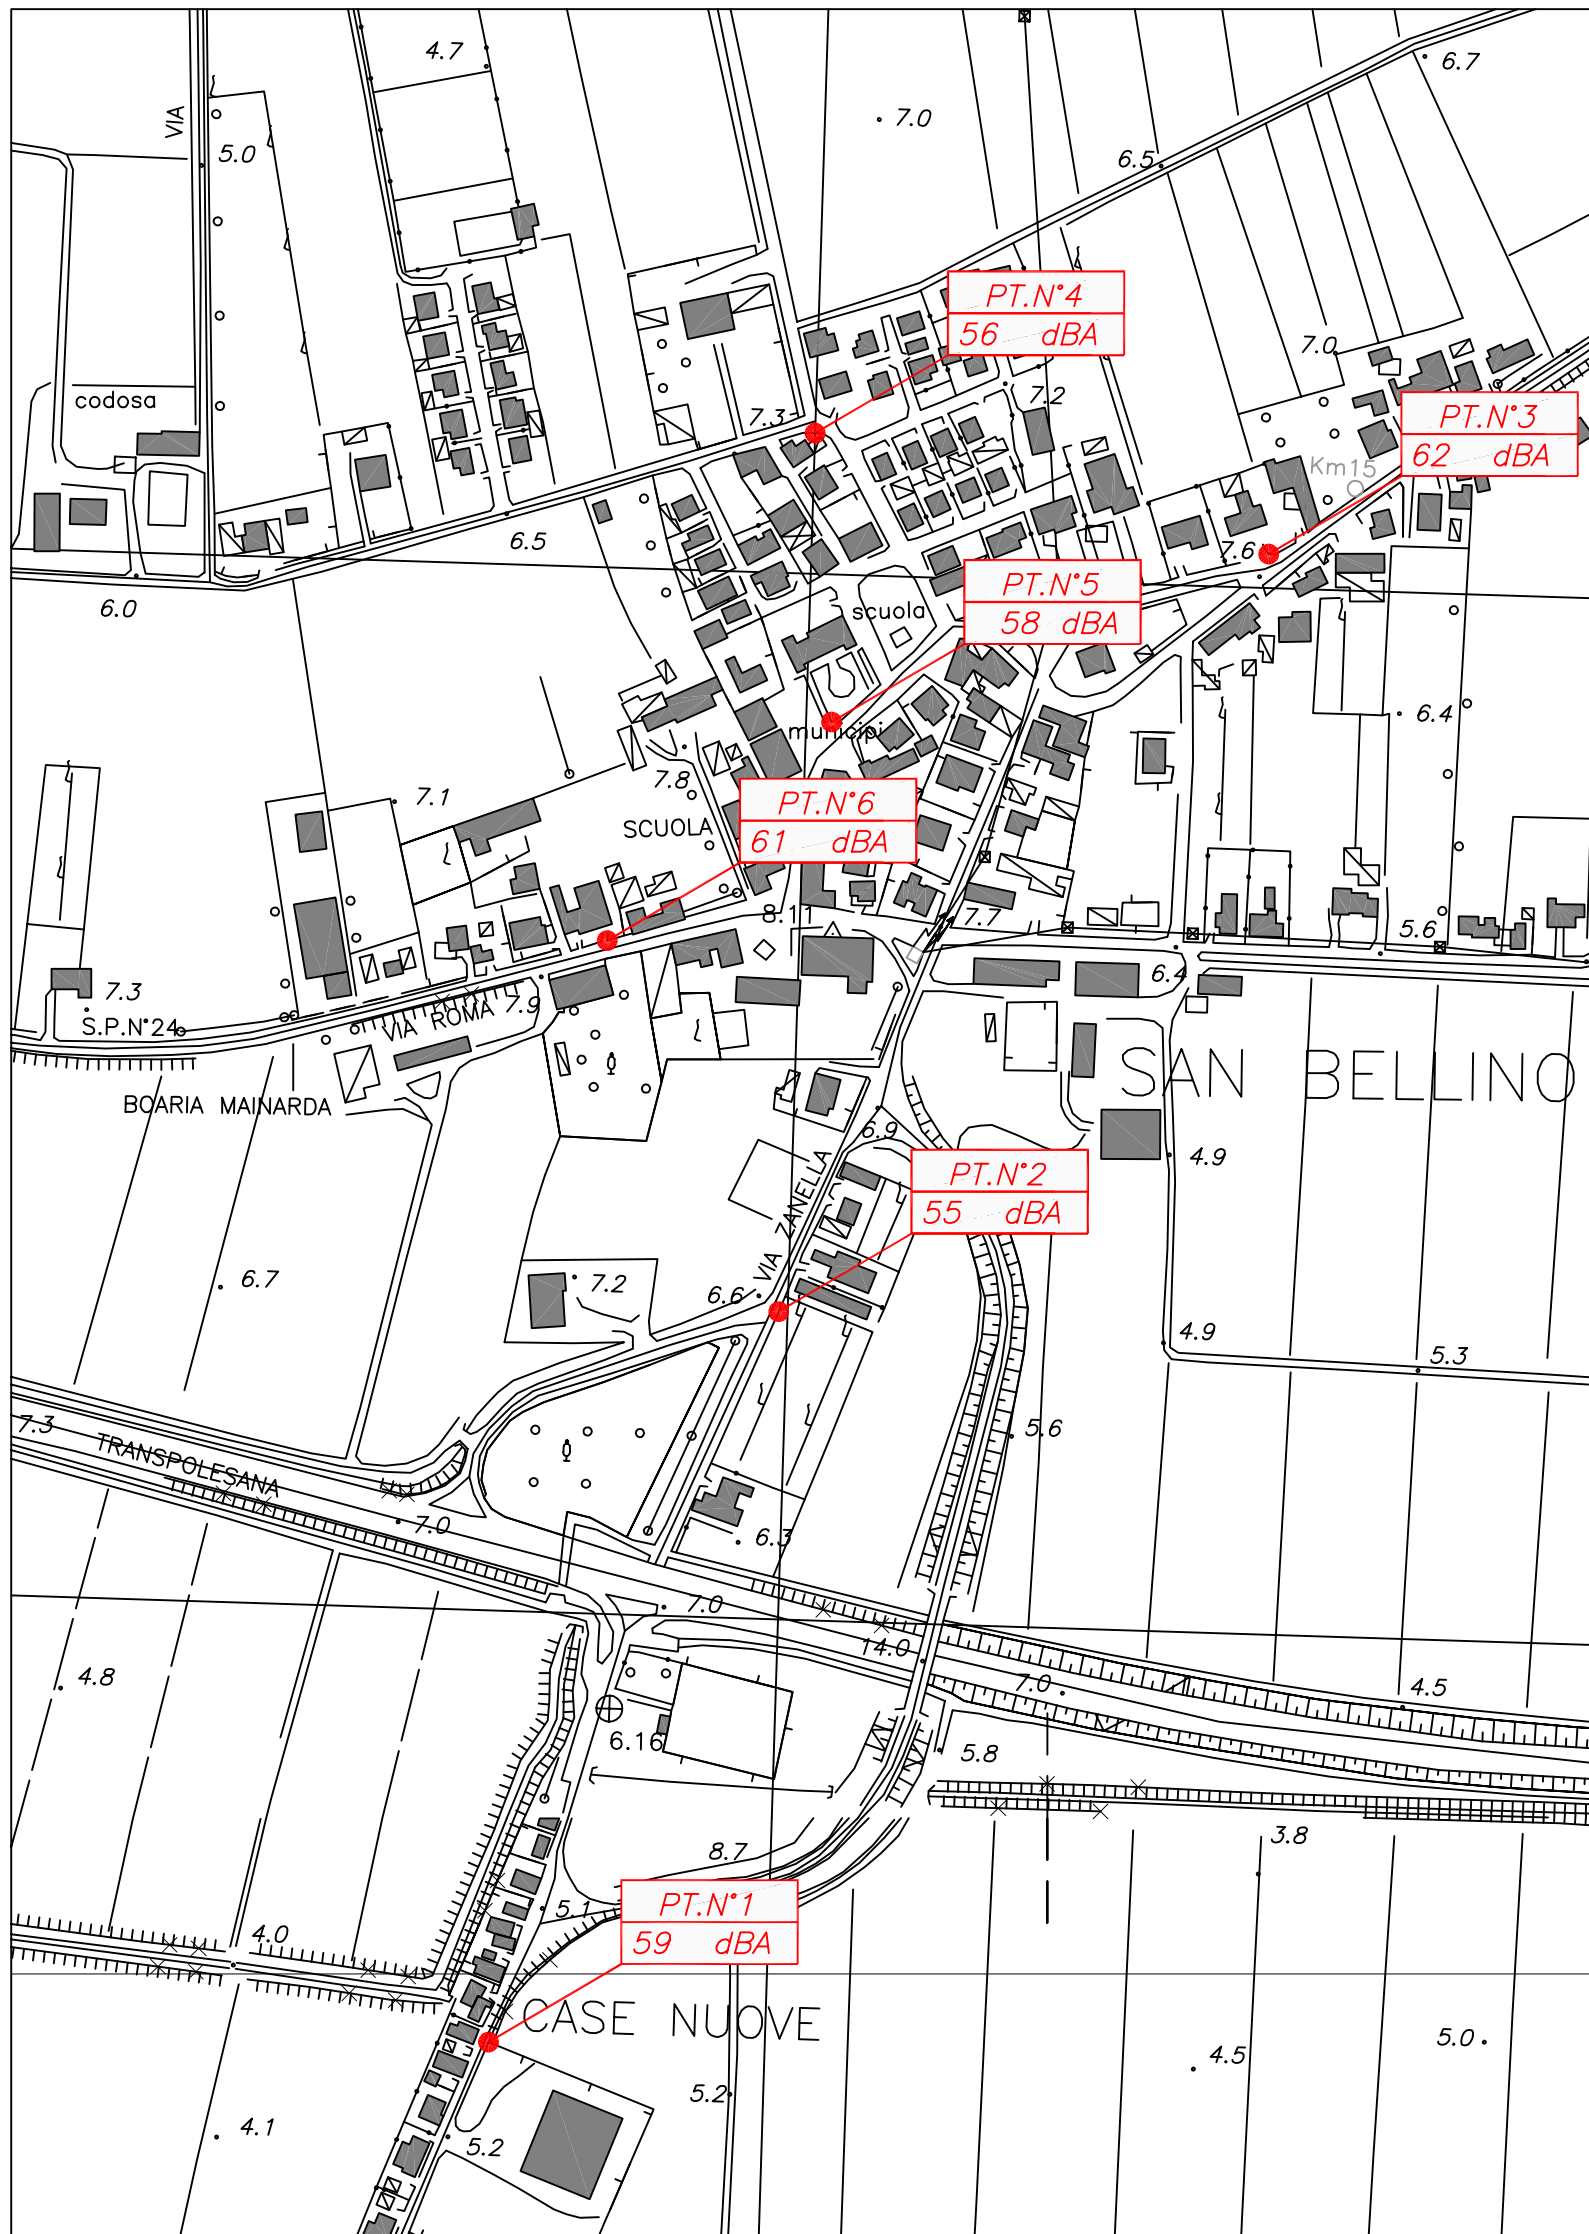 4.7
6.7
VIA
7.0
5.0
6.5
PT.N°4
56 dBA
7.0
codosa
7.2
7.3
PT.N°3
62 dBA
Km15
6.5
7.6
6.0
PT.N°5
58 dBA
scuola
6.4
municipi
7.8
7.1
PT.N°6
61 dBA
SCUOLA
8.11
7.7
5.6
6.4
7.3
7.9
S.P.N°24
VIA ROMA
SAN BELLINO
BOARIA MAINARDA
6.9
4.9
PT.N°2
55 dBA
VIA ZANELLA
6.7
7.2
6.6
4.9
5.3
7.3
5.6
TRANSPOLESANA
7.0
6.3
7.0
14.0
4.8
7.0
4.5
6.16
5.8
3.8
8.7
PT.N°1
59 dBA
5.1
4.0
CASE NUOVE
5.0
4.5
5.2
4.1
5.2